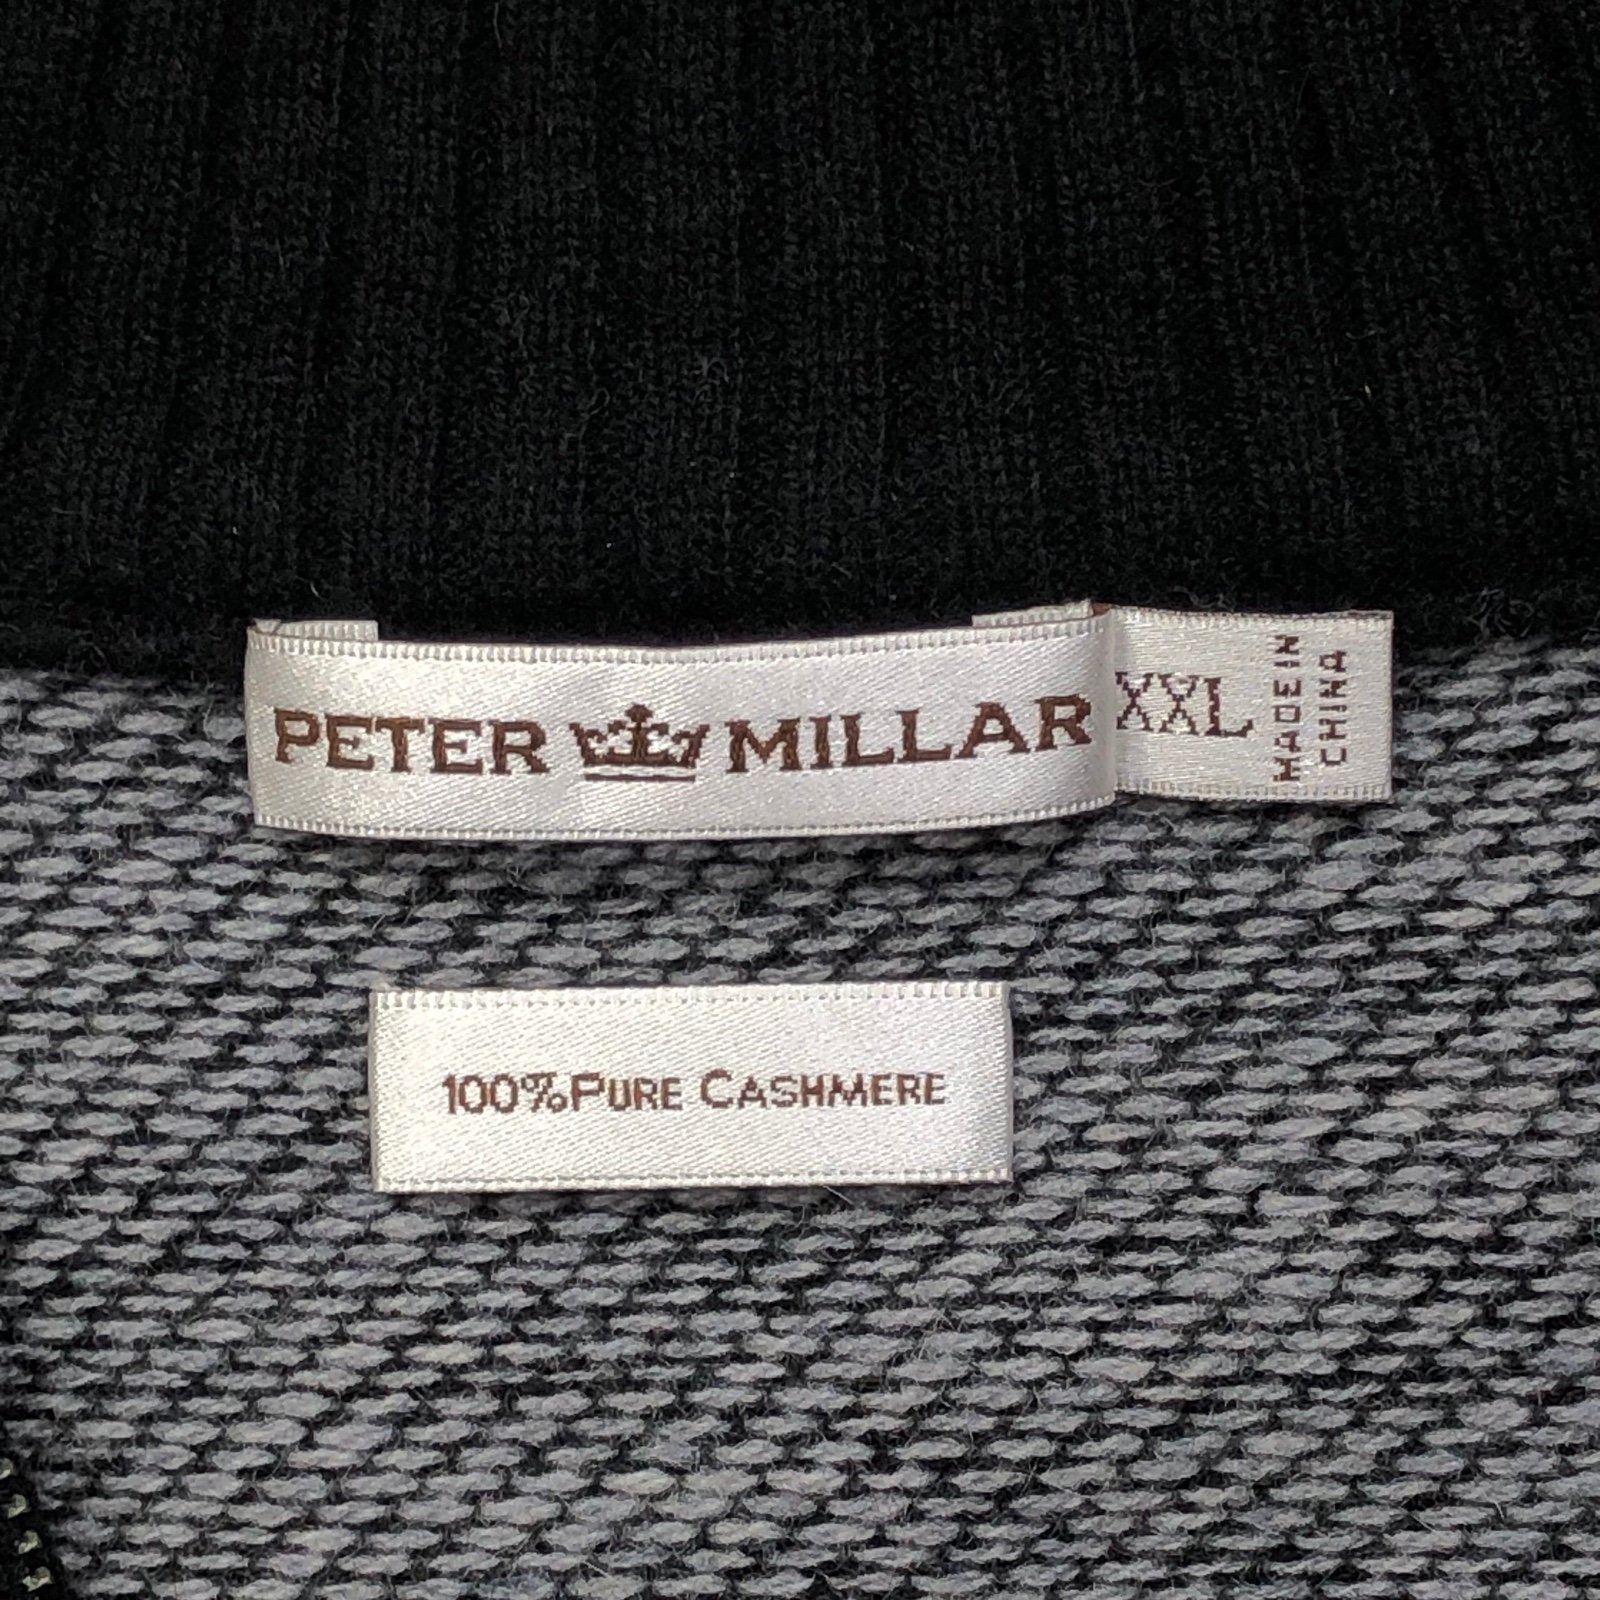 PETER MILLAR
XXL
MADE IN
CHINA
100% PURE CASHMERE